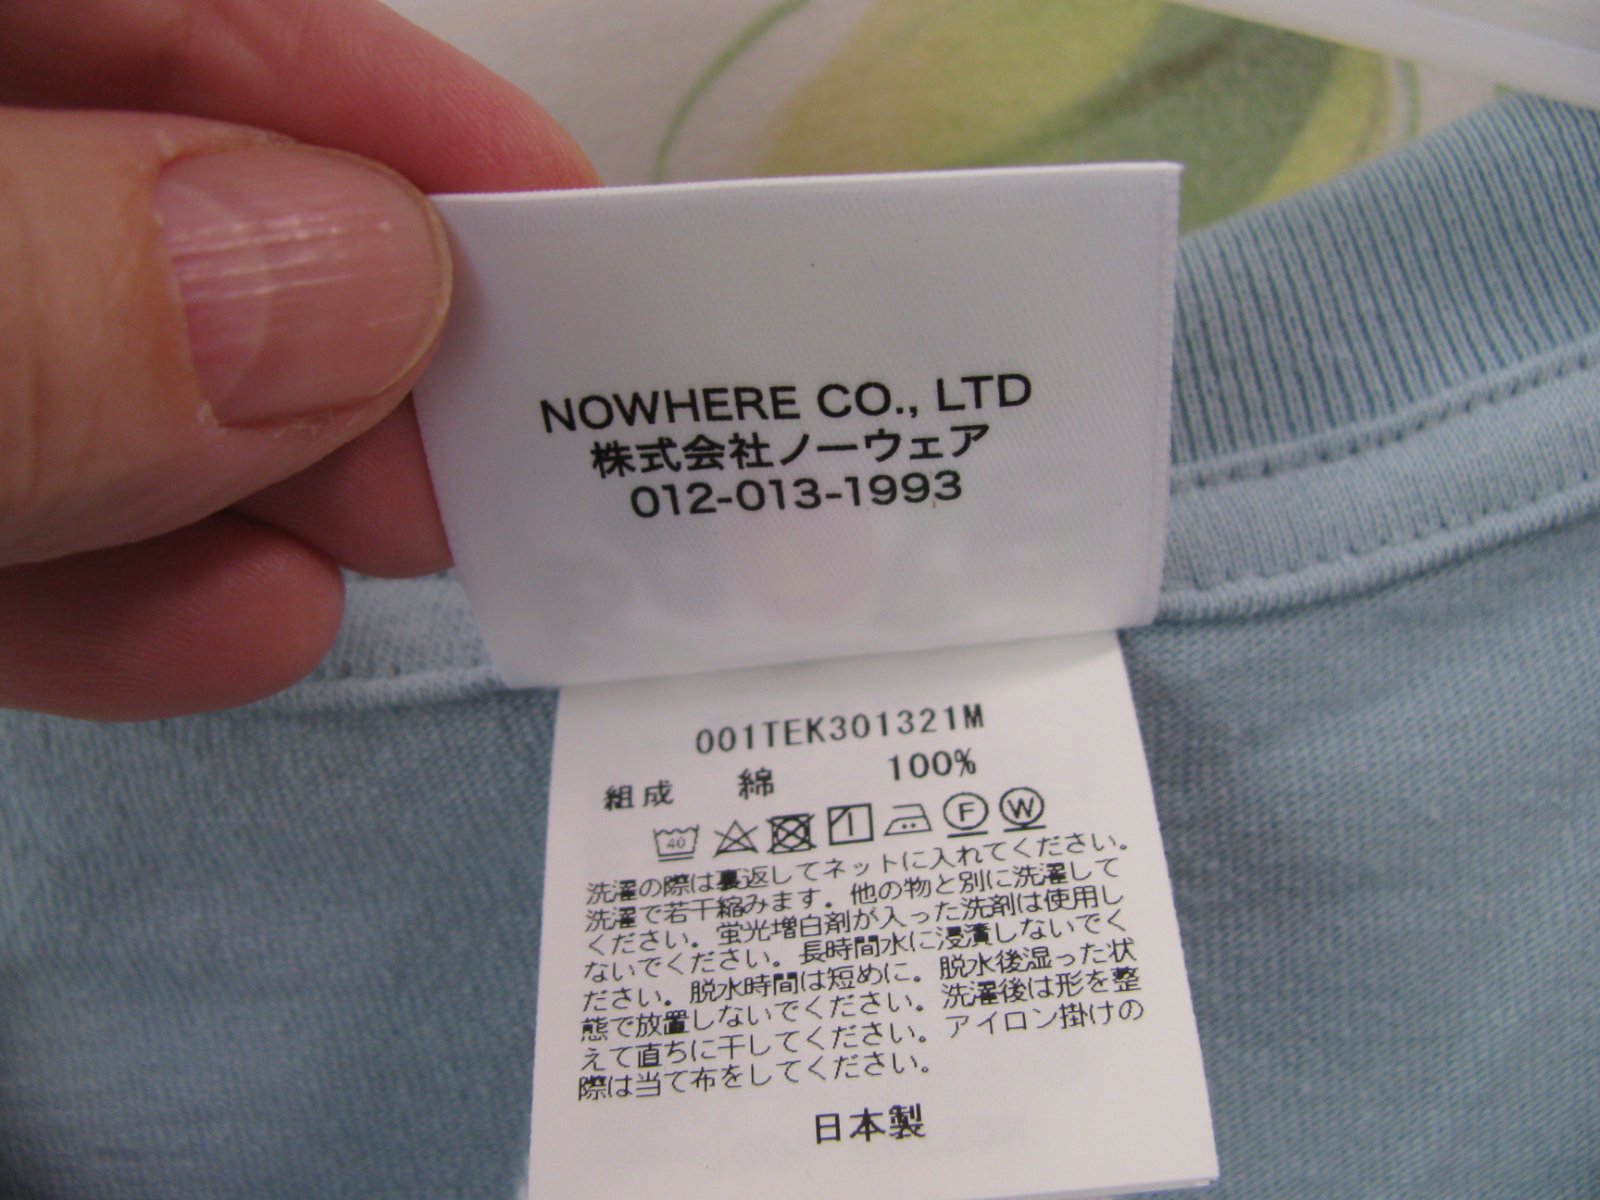 NOWHERE CO., LTD
株式会社ノーウェア
012-013-1993
001TEK301321M
組成 綿 100%
40 F W
洗濯の際は裏返してネットに入れてください。
洗濯で若干縮みます。他の物と別に洗濯して
ください。蛍光増白剤が入った洗剤は使用し
ないでください。長時間水に浸漬しないでく
ださい。脱水時間は短めに。脱水後湿った状
態で放置しないでください。洗濯後は形を整
えて直ちに干してください。アイロン掛けの
際は当て布をしてください。
日本製